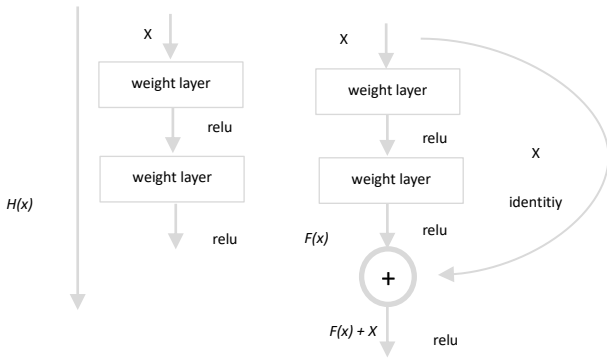 X
weight layer
relu
weight layer
H(x)
relu
X
weight layer
relu
X
weight layer
identitiy
F(x)
relu
+
F(x) + X
relu